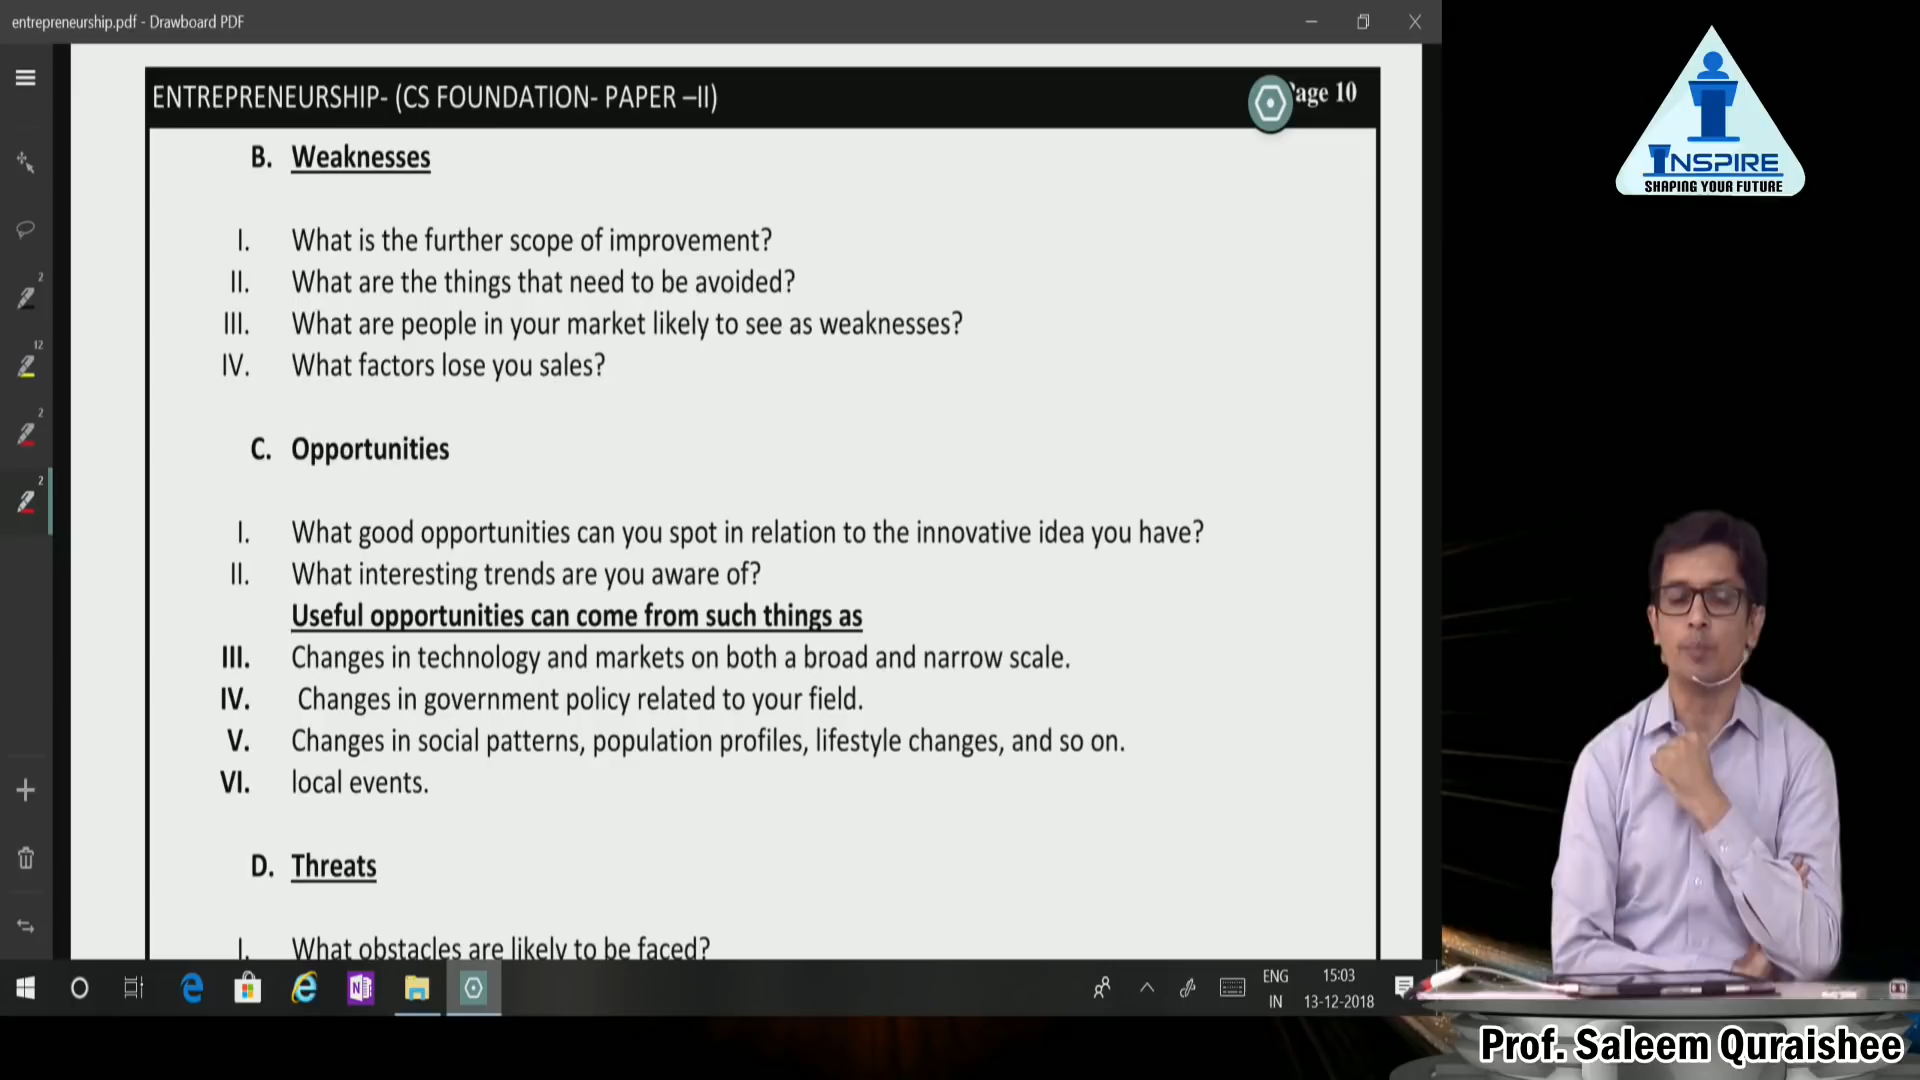 entrepreneurship.pdf - Drawboard PDF
ENTREPRENEURSHIP- (CS FOUNDATION- PAPER –II)
age 10
B. Weaknesses
I. What is the further scope of improvement?
II. What are the things that need to be avoided?
III. What are people in your market likely to see as weaknesses?
IV. What factors lose you sales?
C. Opportunities
I. What good opportunities can you spot in relation to the innovative idea you have?
II. What interesting trends are you aware of?
Useful opportunities can come from such things as
III. Changes in technology and markets on both a broad and narrow scale.
IV. Changes in government policy related to your field.
V. Changes in social patterns, population profiles, lifestyle changes, and so on.
VI. local events.
D. Threats
I. What obstacles are likely to be faced?
2
12
2
2
ENG
IN
15:03
13-12-2018
INSPIRE
SHAPING YOUR FUTURE
Prof. Saleem Quraishee